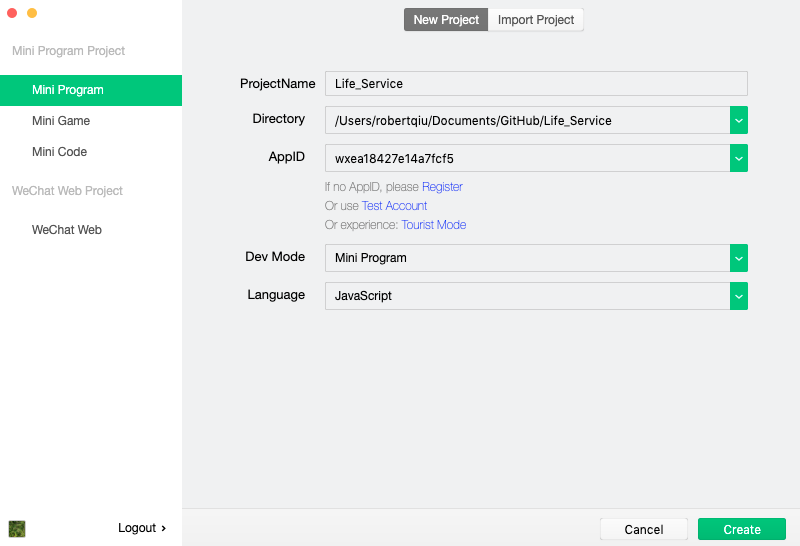 New Project Import Project
Mini Program Project
Mini Program
Mini Game
Mini Code
WeChat Web Project
WeChat Web
Logout ›
ProjectName Life_Service
Directory /Users/robertqiu/Documents/GitHub/Life_Service
AppID wxea18427e14a7fcf5
If no AppID, please Register
Or use Test Account
Or experience: Tourist Mode
Dev Mode Mini Program
Language JavaScript
Cancel Create